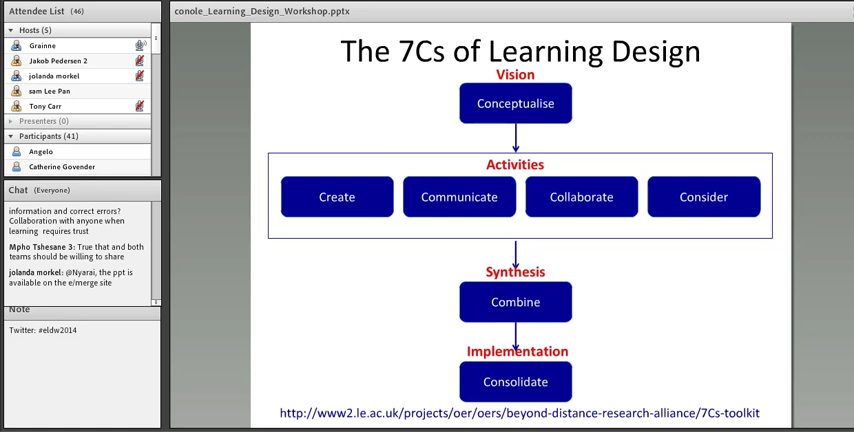 Attendee List (46)
Hosts (5)
Grainne
Jakob Pedersen 2
jolanda morkel
sam Lee Pan
Tony Carr
Presenters (0)
Participants (41)
Angelo
Catherine Govender
Chat (Everyone)
information and correct errors?
Collaboration with anyone when
learning requires trust
Mpho Tshesane 3: True that and both
teams should be willing to share
jolanda morkel: @Nyarai, the ppt is
available on the e/merge site
Note
Twitter: #eldw2014
conole_Learning_Design_Workshop.pptx
The 7Cs of Learning Design
Vision
Conceptualise
Activities
Create Communicate Collaborate Consider
Synthesis
Combine
Implementation
Consolidate
http://www2.le.ac.uk/projects/oer/oers/beyond-distance-research-alliance/7Cs-toolkit